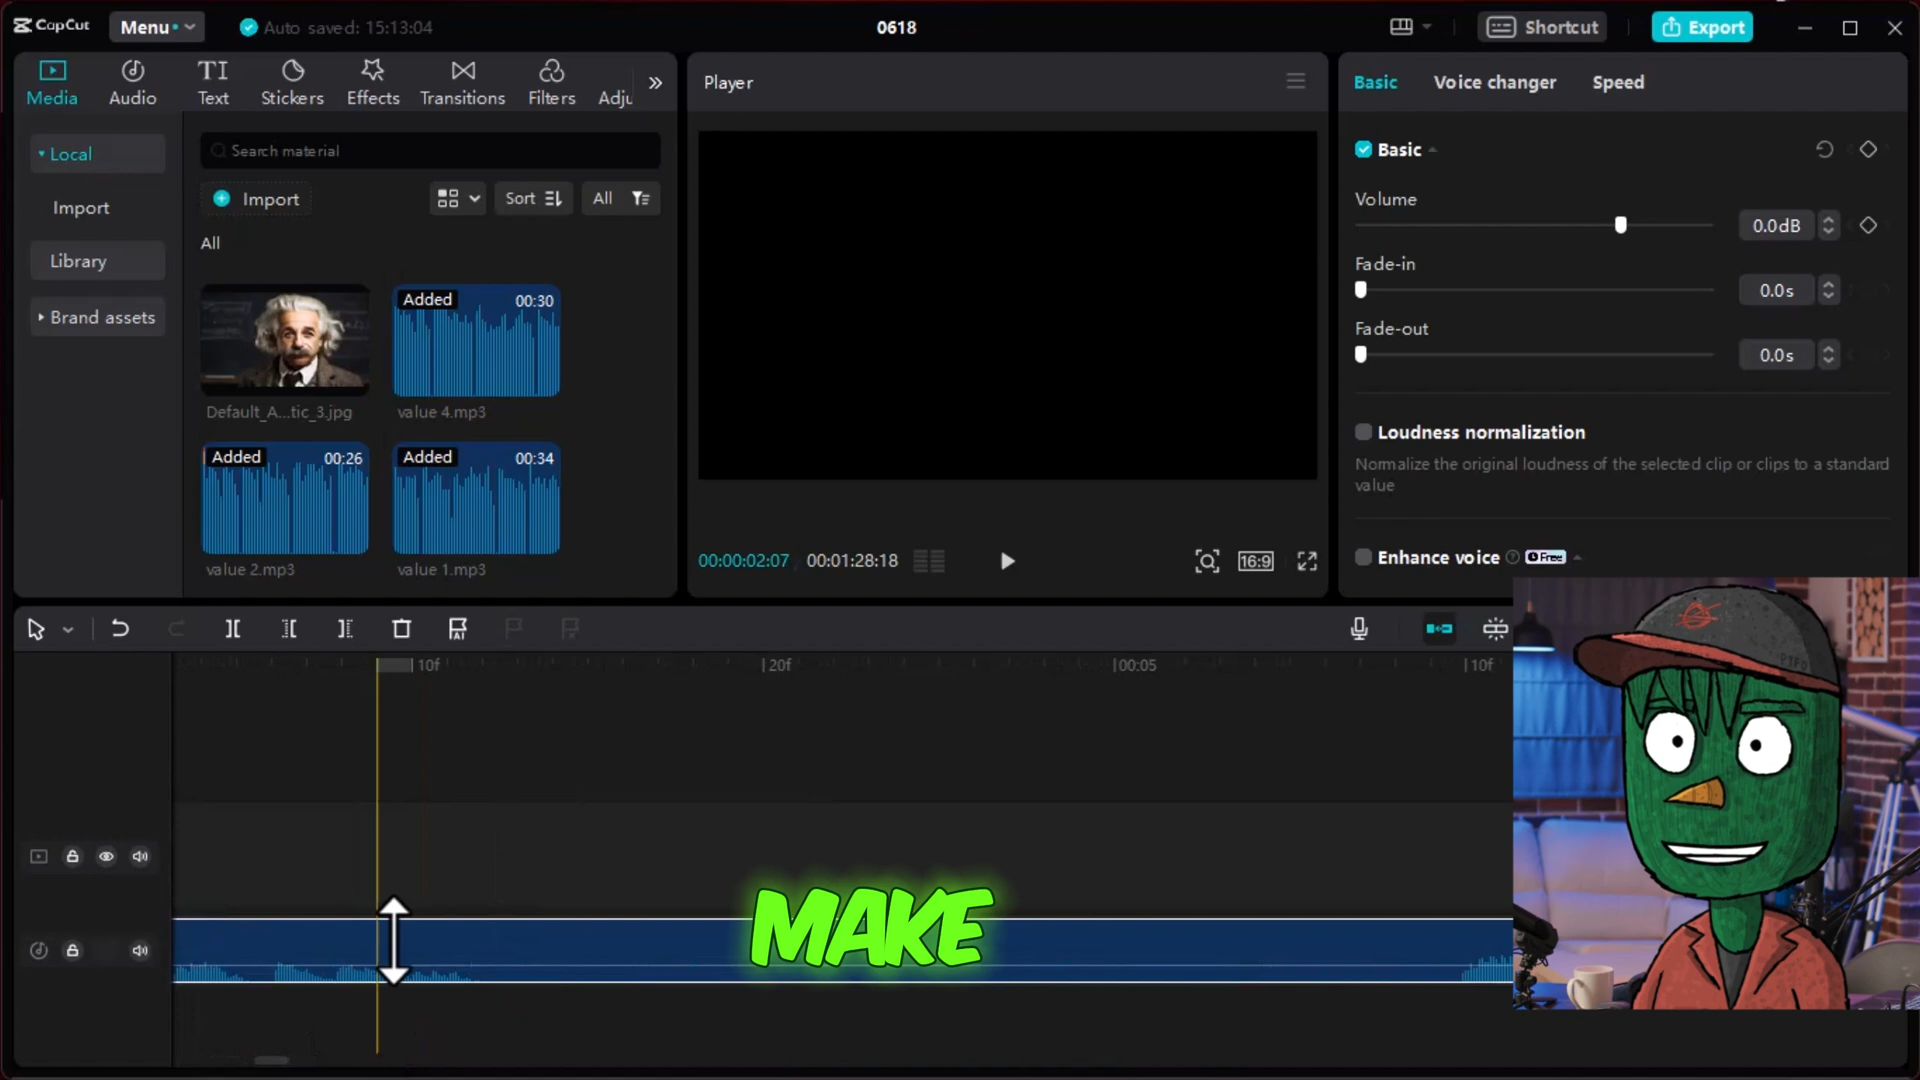 CapCut
Menu
Auto saved: 15:13:04
0618
Shortcut
Export
Media
Audio
TI
Text
Stickers
Effects
Transitions
Filters
Adju
Local
Import
Library
Brand assets
Search material
Import
Sort
All
All
Default_A...tic_3.jpg
Added
00:30
value 4.mp3
Added
00:26
value 2.mp3
Added
00:34
value 1.mp3
Player
00:00:02:07
00:01:28:18
16:9
Basic
Voice changer
Speed
Basic
Volume
0.0dB
Fade-in
0.0s
Fade-out
0.0s
Loudness normalization
Normalize the original loudness of the selected clip or clips to a standard
value
Enhance voice
Free
10f
20f
00:05
10f
MAKE